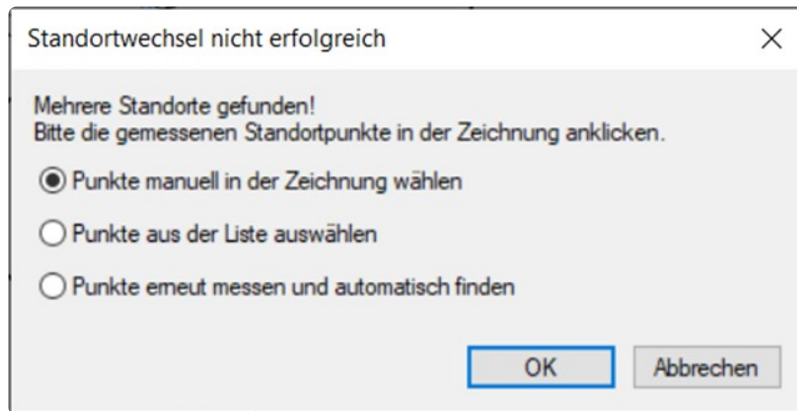 Standortwechsel nicht erfolgreich
Mehrere Standorte gefunden!
Bitte die gemessenen Standortpunkte in der Zeichnung anklicken.
Punkte manuell in der Zeichnung wählen
Punkte aus der Liste auswählen
Punkte erneut messen und automatisch finden
OK Abbrechen